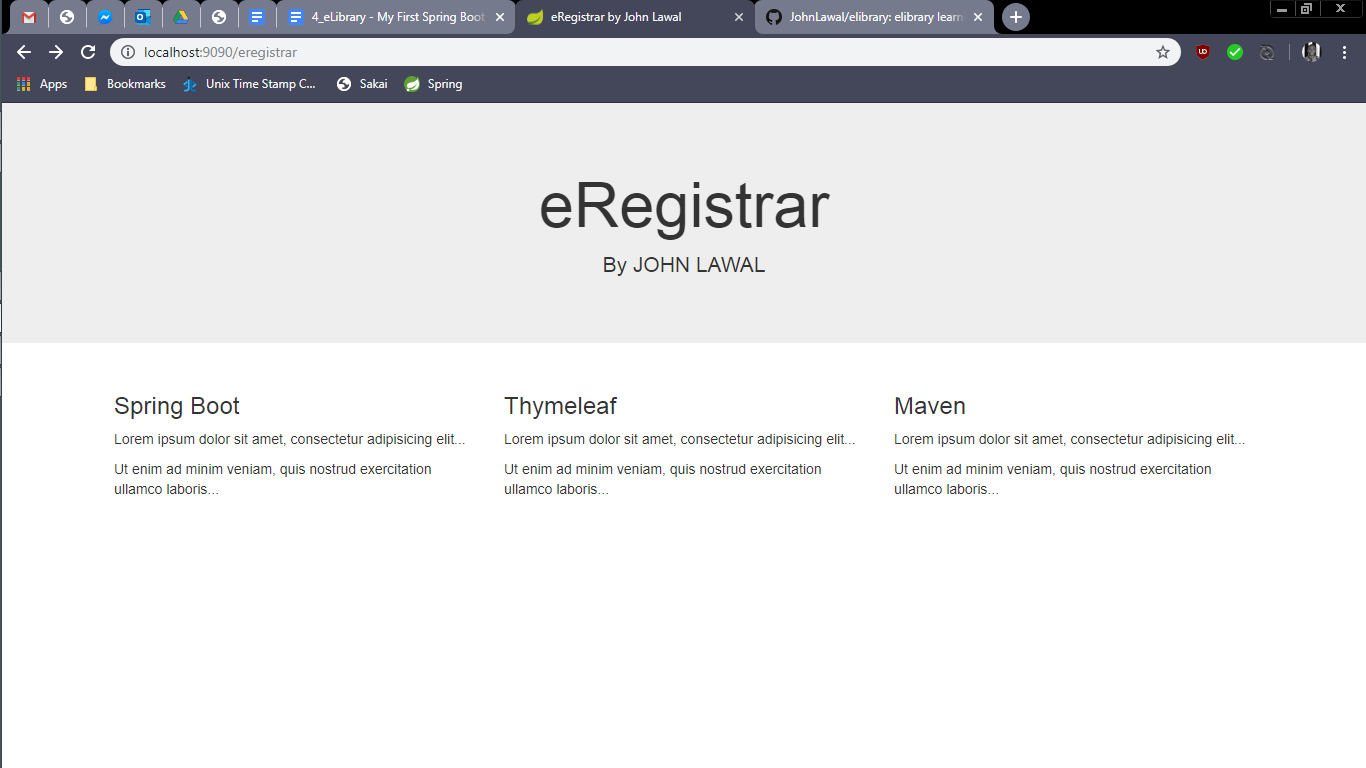 4_eLibrary - My First Spring Boot
eRegistrar by John Lawal
JohnLawal/elibrary: elibrary learn
localhost:9090/eregistrar
Apps
Bookmarks
Unix Time Stamp C...
Sakai
Spring
eRegistrar
By JOHN LAWAL
Spring Boot
Lorem ipsum dolor sit amet, consectetur adipisicing elit...
Ut enim ad minim veniam, quis nostrud exercitation
ullamco laboris...
Thymeleaf
Lorem ipsum dolor sit amet, consectetur adipisicing elit...
Ut enim ad minim veniam, quis nostrud exercitation
ullamco laboris...
Maven
Lorem ipsum dolor sit amet, consectetur adipisicing elit...
Ut enim ad minim veniam, quis nostrud exercitation
ullamco laboris...